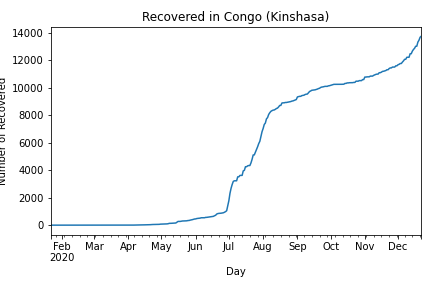 Recovered in Congo (Kinshasa)
Number of Recovered
14000
12000
10000
8000
6000
4000
2000
0
Feb Mar Apr May Jun Jul Aug Sep Oct Nov Dec
2020
Day